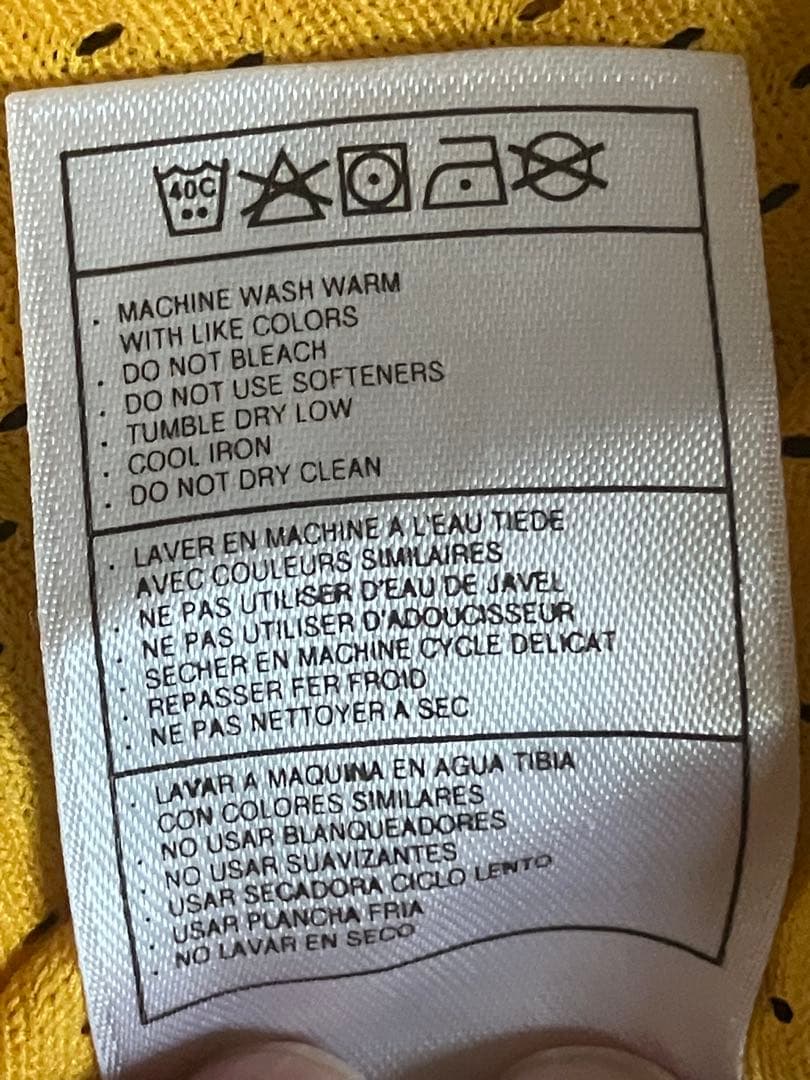 40C
· MACHINE WASH WARM
WITH LIKE COLORS
· DO NOT BLEACH
· DO NOT USE SOFTENERS
· TUMBLE DRY LOW
· COOL IRON
· DO NOT DRY CLEAN
· LAVER EN MACHINE A L'EAU TIEDE
AVEC COULEURS SIMILAIRES
· NE PAS UTILISER D'EAU DE JAVEL
· NE PAS UTILISER D'ADOUCISSEUR
· SECHER EN MACHINE CYCLE DELICAT
· REPASSER FER FROID
· NE PAS NETTOYER A SEC
· LAVAR A MAQUINA EN AGUA TIBIA
CON COLORES SIMILARES
· NO USAR BLANQUEADORES
· NO USAR SUAVIZANTES
· USAR SECADORA CICLO LENTO
· USAR PLANCHA FRIA
· NO LAVAR EN SECO